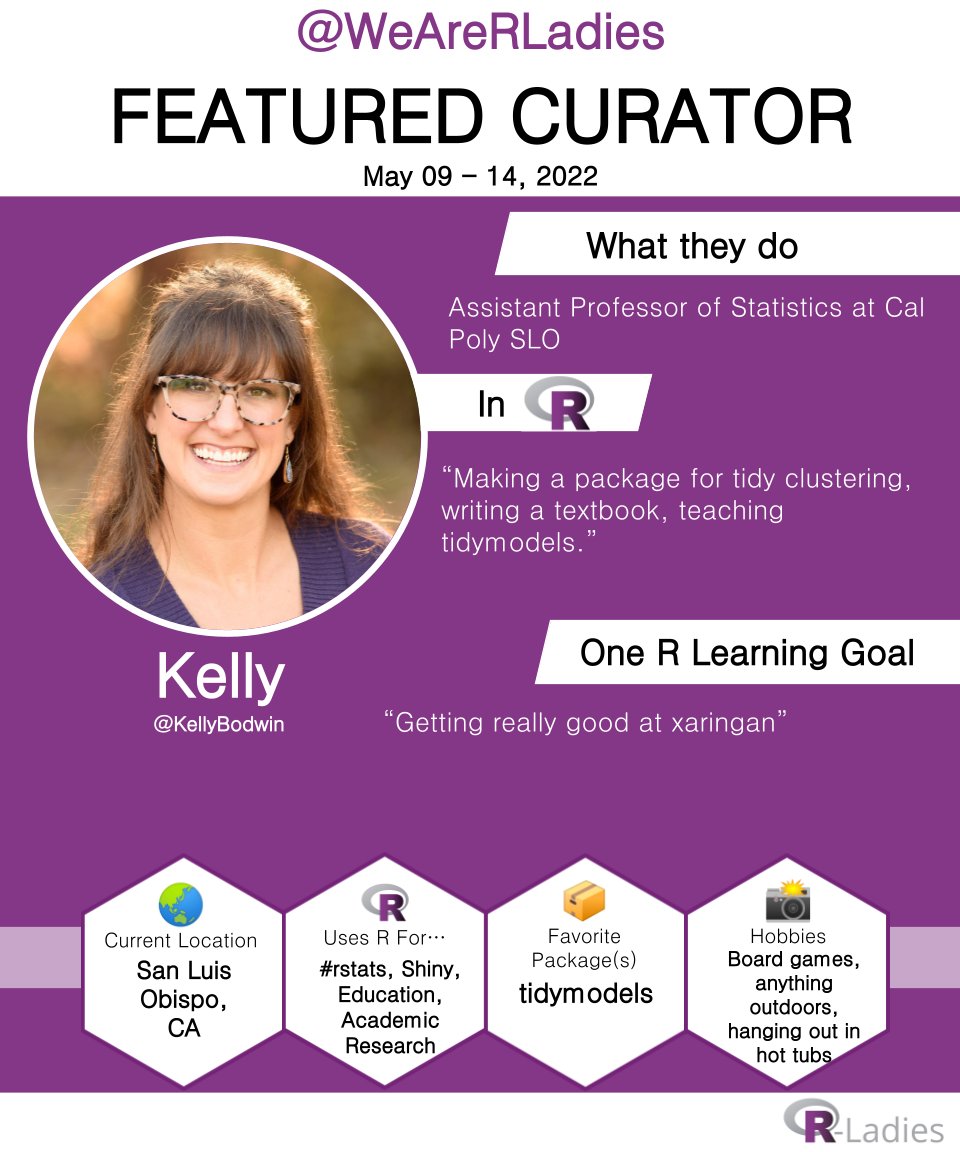 @WeAreRLadies
FEATURED CURATOR
May 09 – 14, 2022
What they do
Assistant Professor of Statistics at Cal
Poly SLO
In R
“Making a package for tidy clustering,
writing a textbook, teaching
tidymodels.”
Kelly
@KellyBodwin
One R Learning Goal
“Getting really good at xaringan”
Current Location
San Luis
Obispo,
CA
R
Uses R For…
#rstats, Shiny,
Education,
Academic
Research
Favorite
Package(s)
tidymodels
Hobbies
Board games,
anything
outdoors,
hanging out in
hot tubs
R-Ladies